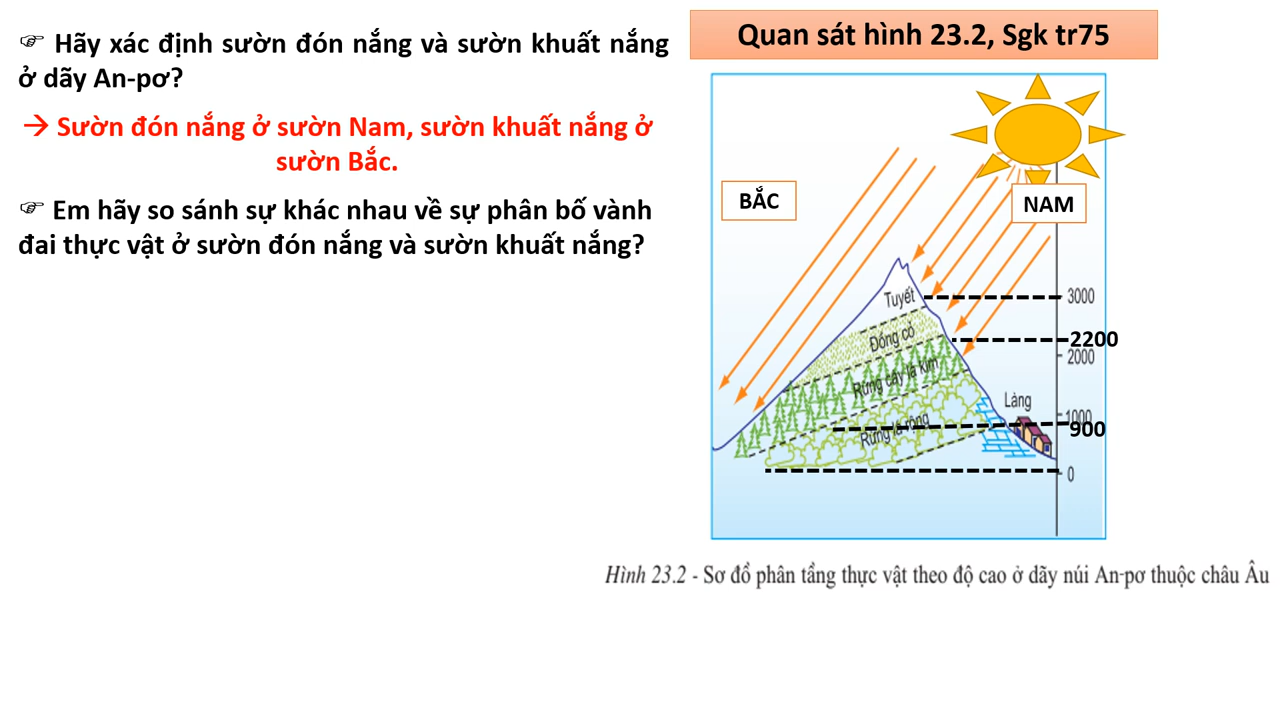 ☞ Hãy xác định sườn đón nắng và sườn khuất nắng
ở dãy An-pơ?
→ Sườn đón nắng ở sườn Nam, sườn khuất nắng ở
sườn Bắc.
☞ Em hãy so sánh sự khác nhau về sự phân bố vành
đai thực vật ở sườn đón nắng và sườn khuất nắng?
Quan sát hình 23.2, Sgk tr75
BẮC
NAM
Tuyết
3000
Đồng cỏ
2200
2000
Rừng cây lá kim
Làng
1000
900
Rừng lá rộng
0
Hình 23.2 - Sơ đồ phân tầng thực vật theo độ cao ở dãy núi An-pơ thuộc châu Âu